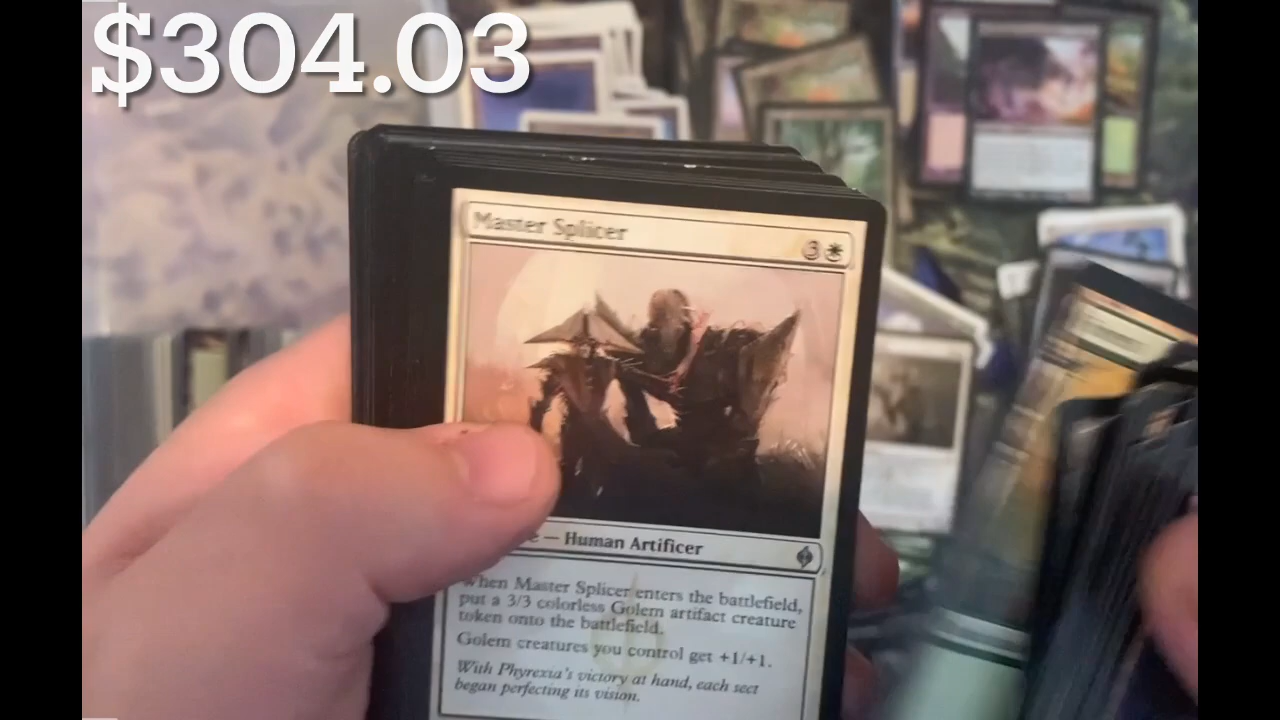 $304.03
Master Splicer
3
— Human Artificer
When Master Splicer enters the battlefield,
put a 3/3 colorless Golem artifact creature
token onto the battlefield.
Golem creatures you control get +1/+1.
With Phyrexia's victory at hand, each sect
began perfecting its vision.